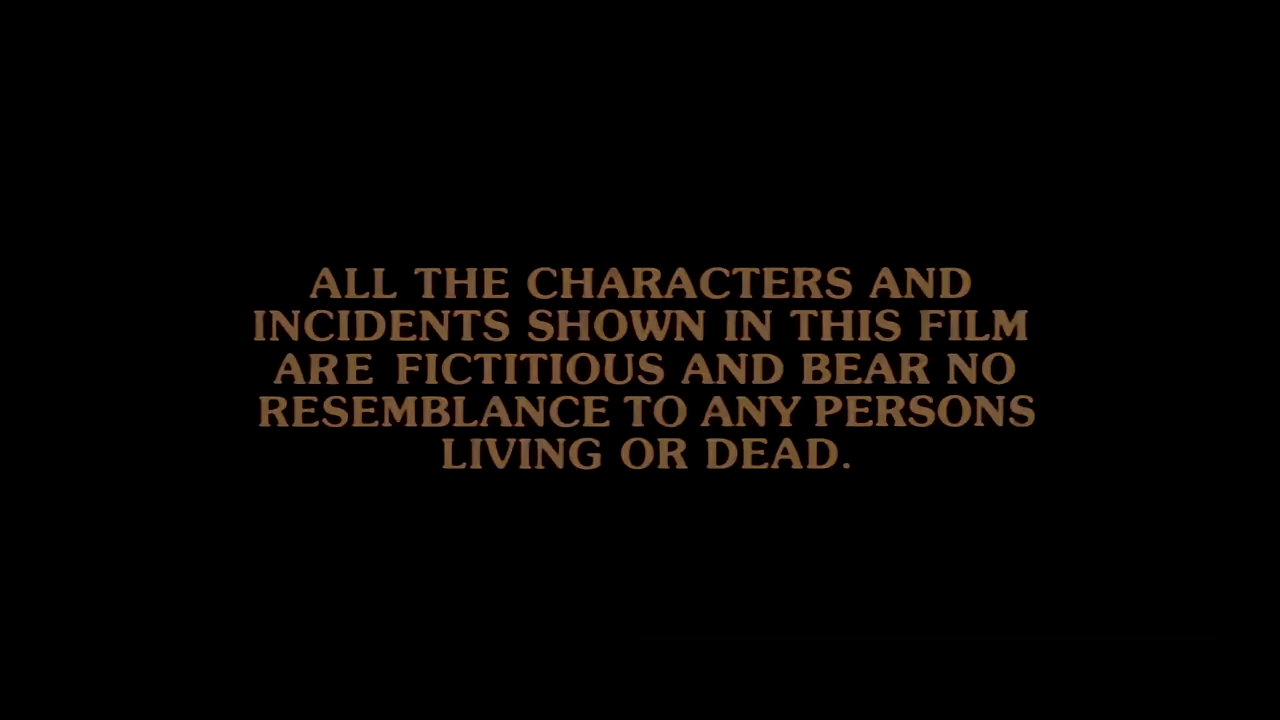 ALL THE CHARACTERS AND
INCIDENTS SHOWN IN THIS FILM
ARE FICTITIOUS AND BEAR NO
RESEMBLANCE TO ANY PERSONS
LIVING OR DEAD.